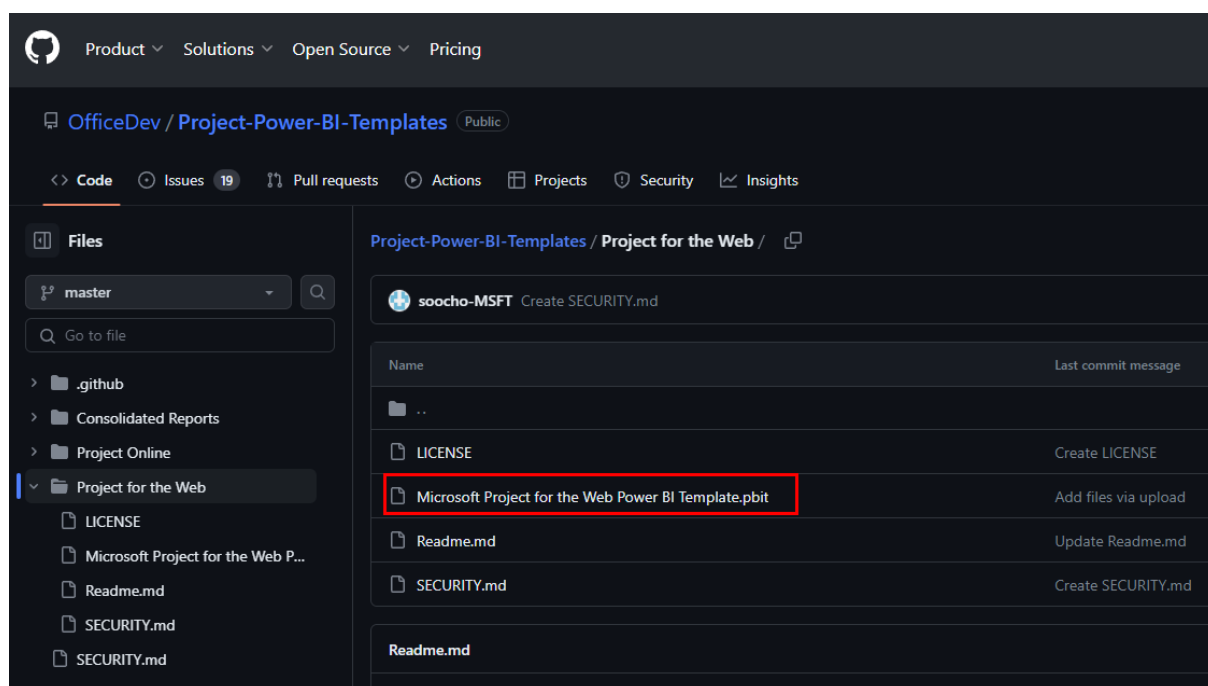 Product Solutions Open Source Pricing
OfficeDev / Project-Power-BI-Templates Public
Code Issues 19 Pull requests Actions Projects Security Insights
Files
master
Go to file
.github
Consolidated Reports
Project Online
Project for the Web
LICENSE
Microsoft Project for the Web P...
Readme.md
SECURITY.md
SECURITY.md
Project-Power-BI-Templates / Project for the Web /
soocho-MSFT Create SECURITY.md
Name Last commit message
..
LICENSE Create LICENSE
Microsoft Project for the Web Power BI Template.pbit Add files via upload
Readme.md Update Readme.md
SECURITY.md Create SECURITY.md
Readme.md